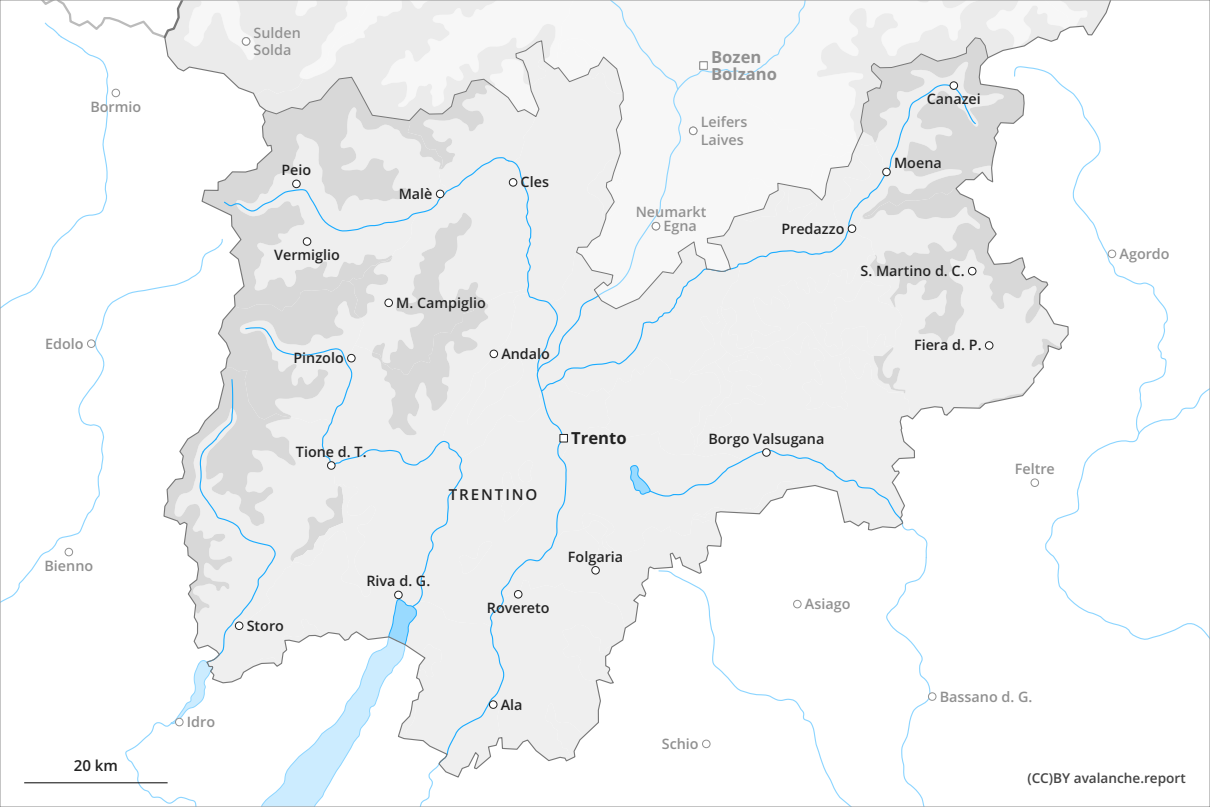 Sulden
Solda
Bozen
Bolzano
Bormio
Canazei
Leifers
Laives
Moena
Peio
Malè
Cles
Neumarkt
Egna
Predazzo
Vermiglio
Agordo
S. Martino d. C.
M. Campiglio
Edolo
Pinzolo
Andalo
Fiera d. P.
Trento
Borgo Valsugana
Tione d. T.
Feltre
TRENTINO
Bienno
Folgaria
Riva d. G.
Rovereto
Asiago
Storo
Bassano d. G.
Ala
Idro
Schio
20 km
(CC)BY avalanche.report